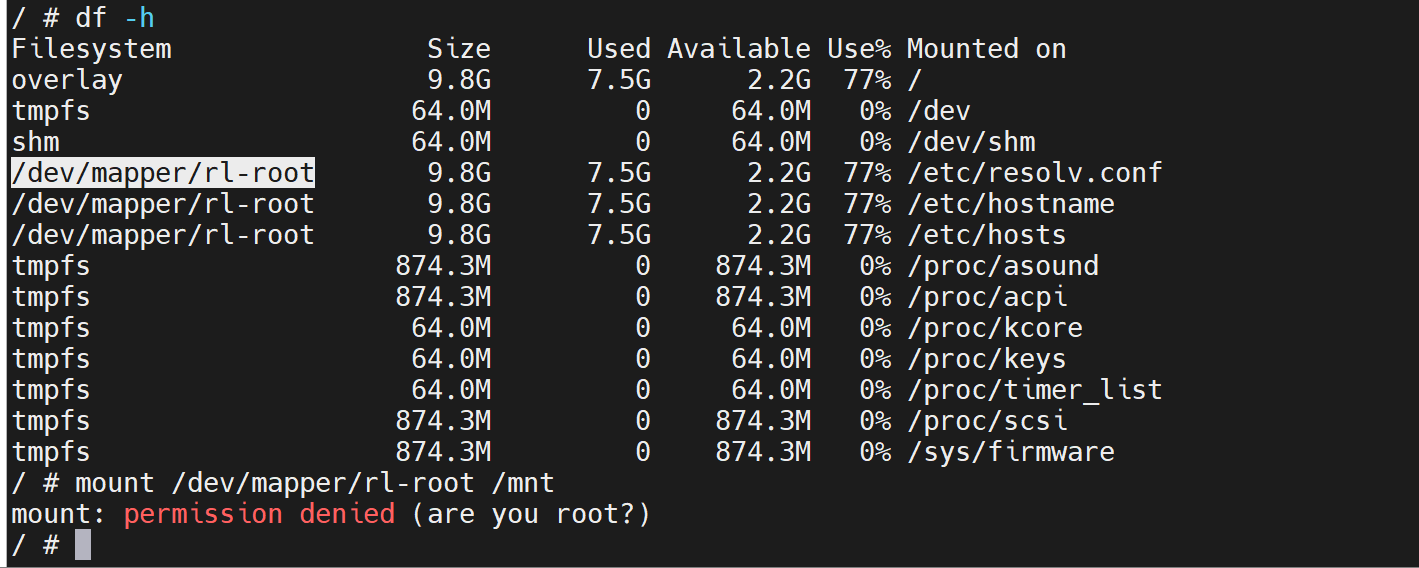 / # df -h
Filesystem                Size      Used Available Use% Mounted on
overlay                   9.8G      7.5G      2.2G  77% /
tmpfs                    64.0M         0     64.0M   0% /dev
shm                      64.0M         0     64.0M   0% /dev/shm
/dev/mapper/rl-root       9.8G      7.5G      2.2G  77% /etc/resolv.conf
/dev/mapper/rl-root       9.8G      7.5G      2.2G  77% /etc/hostname
/dev/mapper/rl-root       9.8G      7.5G      2.2G  77% /etc/hosts
tmpfs                   874.3M         0    874.3M   0% /proc/asound
tmpfs                   874.3M         0    874.3M   0% /proc/acpi
tmpfs                    64.0M         0     64.0M   0% /proc/kcore
tmpfs                    64.0M         0     64.0M   0% /proc/keys
tmpfs                    64.0M         0     64.0M   0% /proc/timer_list
tmpfs                   874.3M         0    874.3M   0% /proc/scsi
tmpfs                   874.3M         0    874.3M   0% /sys/firmware
/ # mount /dev/mapper/rl-root /mnt
mount: permission denied (are you root?)
/ #